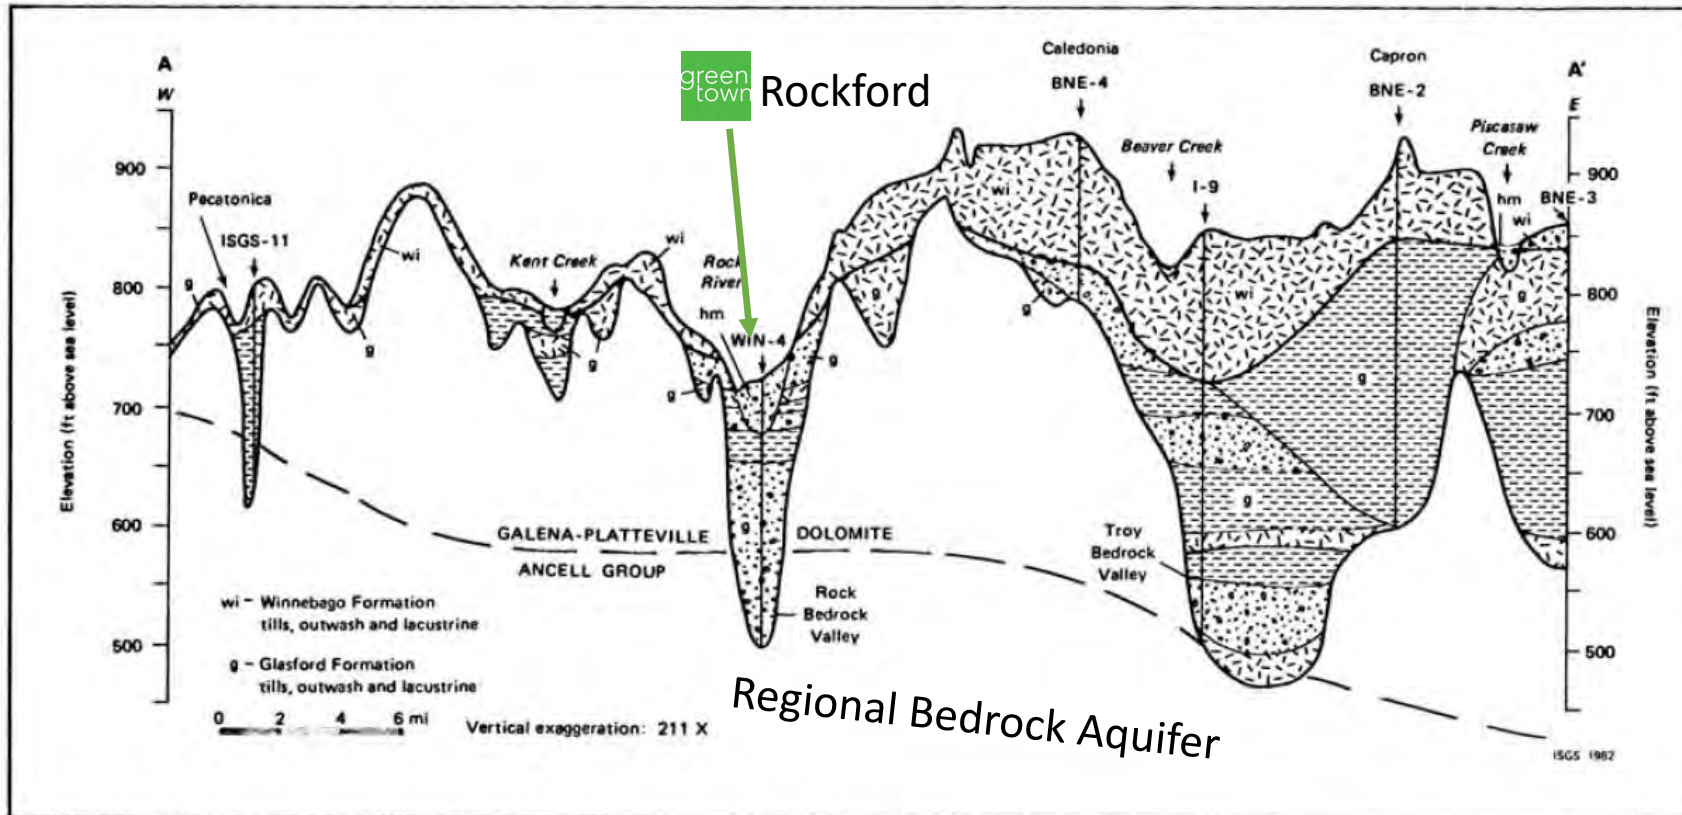 A
W
green
town
Rockford
Caledonia
BNE-4
Capron
BNE-2
A'
E
Beaver Creek
Piscasaw
Creek
I-9
hm
wi
BNE-3
900
900
Pecatonica
ISGS-11
g
wi
Kent Creek
wi
Rock
River
hm
WIN-4
wi
g
wi
g
g
800
800
g
g
g
g
g
g
700
700
Elevation (ft above sea level)
Elevation (ft above sea level)
g
g
g
600
600
GALENA-PLATTEVILLE DOLOMITE
ANCELL GROUP
Troy
Bedrock
Valley
Rock
Bedrock
Valley
wi - Winnebago Formation
tills, outwash and lacustrine
g - Glasford Formation
tills, outwash and lacustrine
500
500
0 2 4 6 mi
Vertical exaggeration: 211 X
Regional Bedrock Aquifer
ISGS 1982